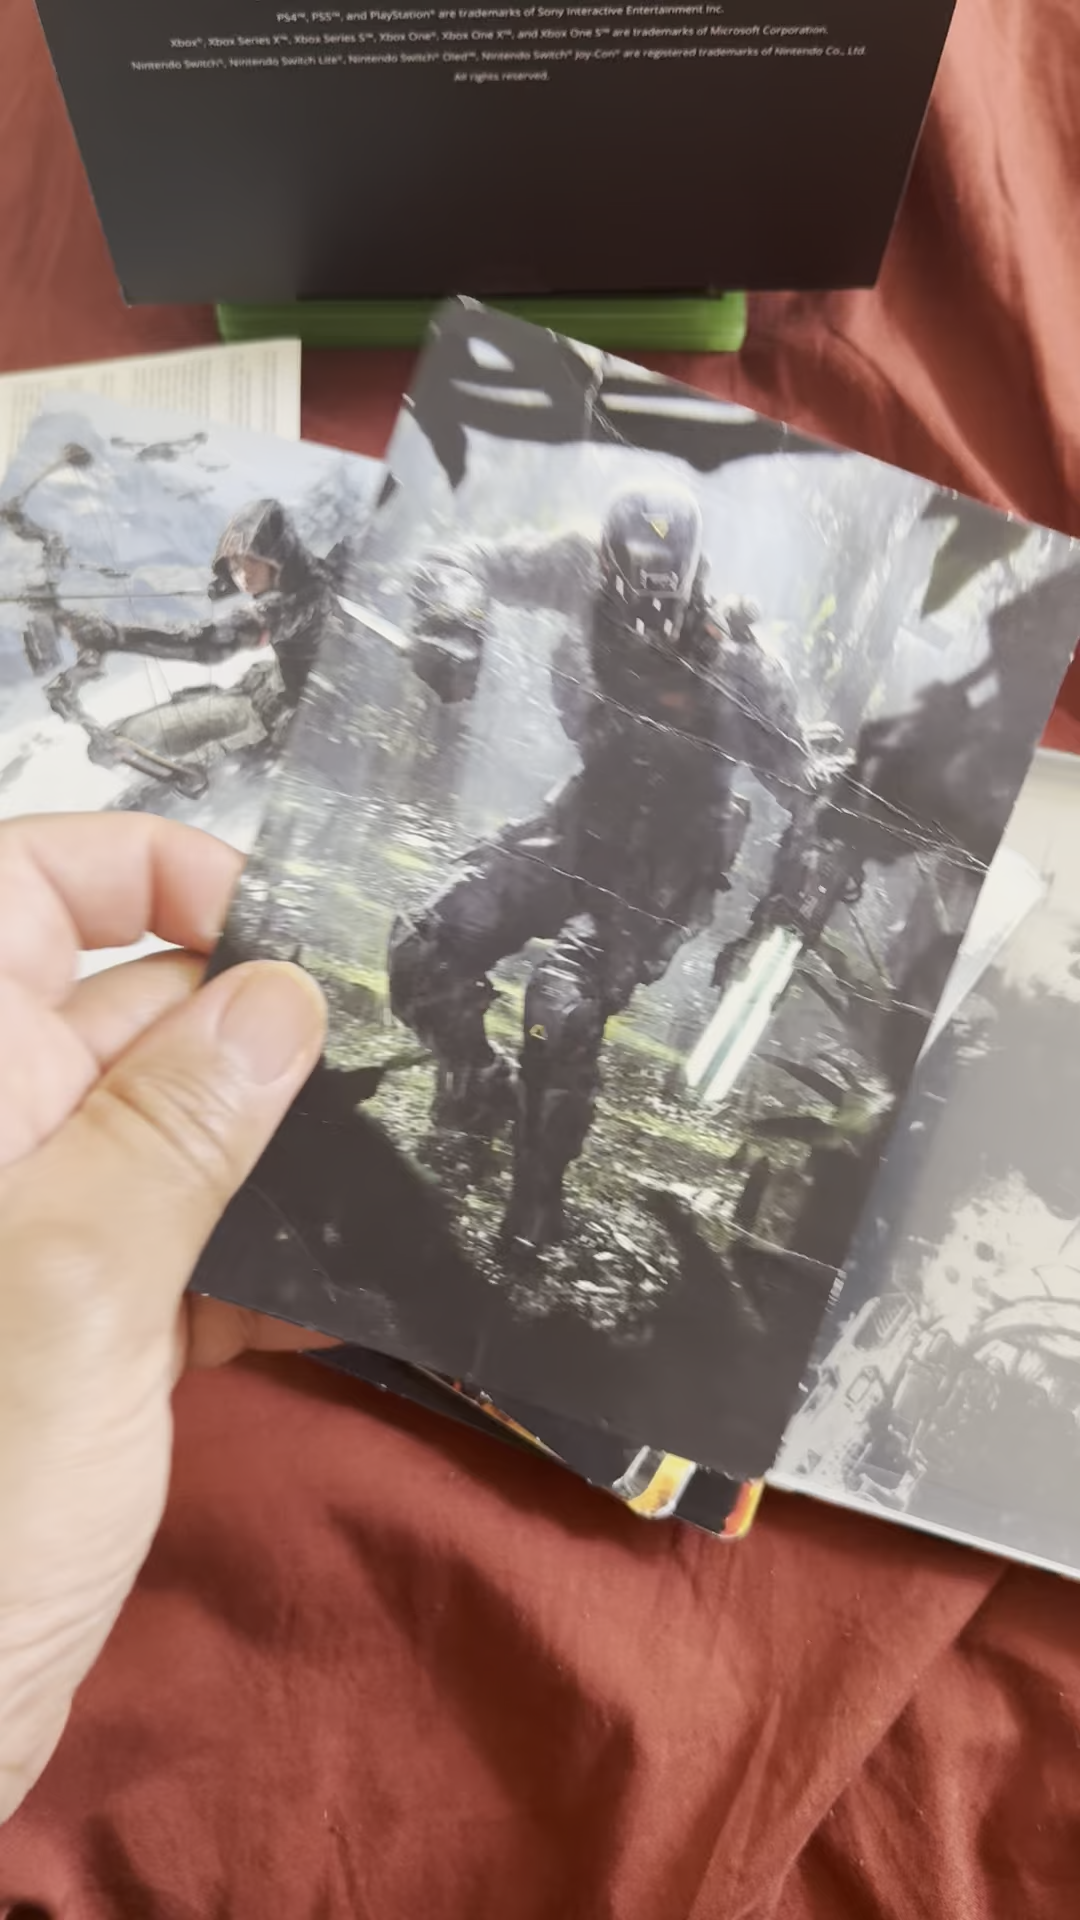 PS4™, PS5™, and PlayStation® are trademarks of Sony Interactive Entertainment Inc.
Xbox®, Xbox Series X™, Xbox Series S™, Xbox One®, Xbox One X™, and Xbox One S™ are trademarks of Microsoft Corporation.
Nintendo Switch®, Nintendo Switch Lite®, Nintendo Switch® Oled™, Nintendo Switch® Joy-Con® are registered trademarks of Nintendo Co., Ltd.
All rights reserved.